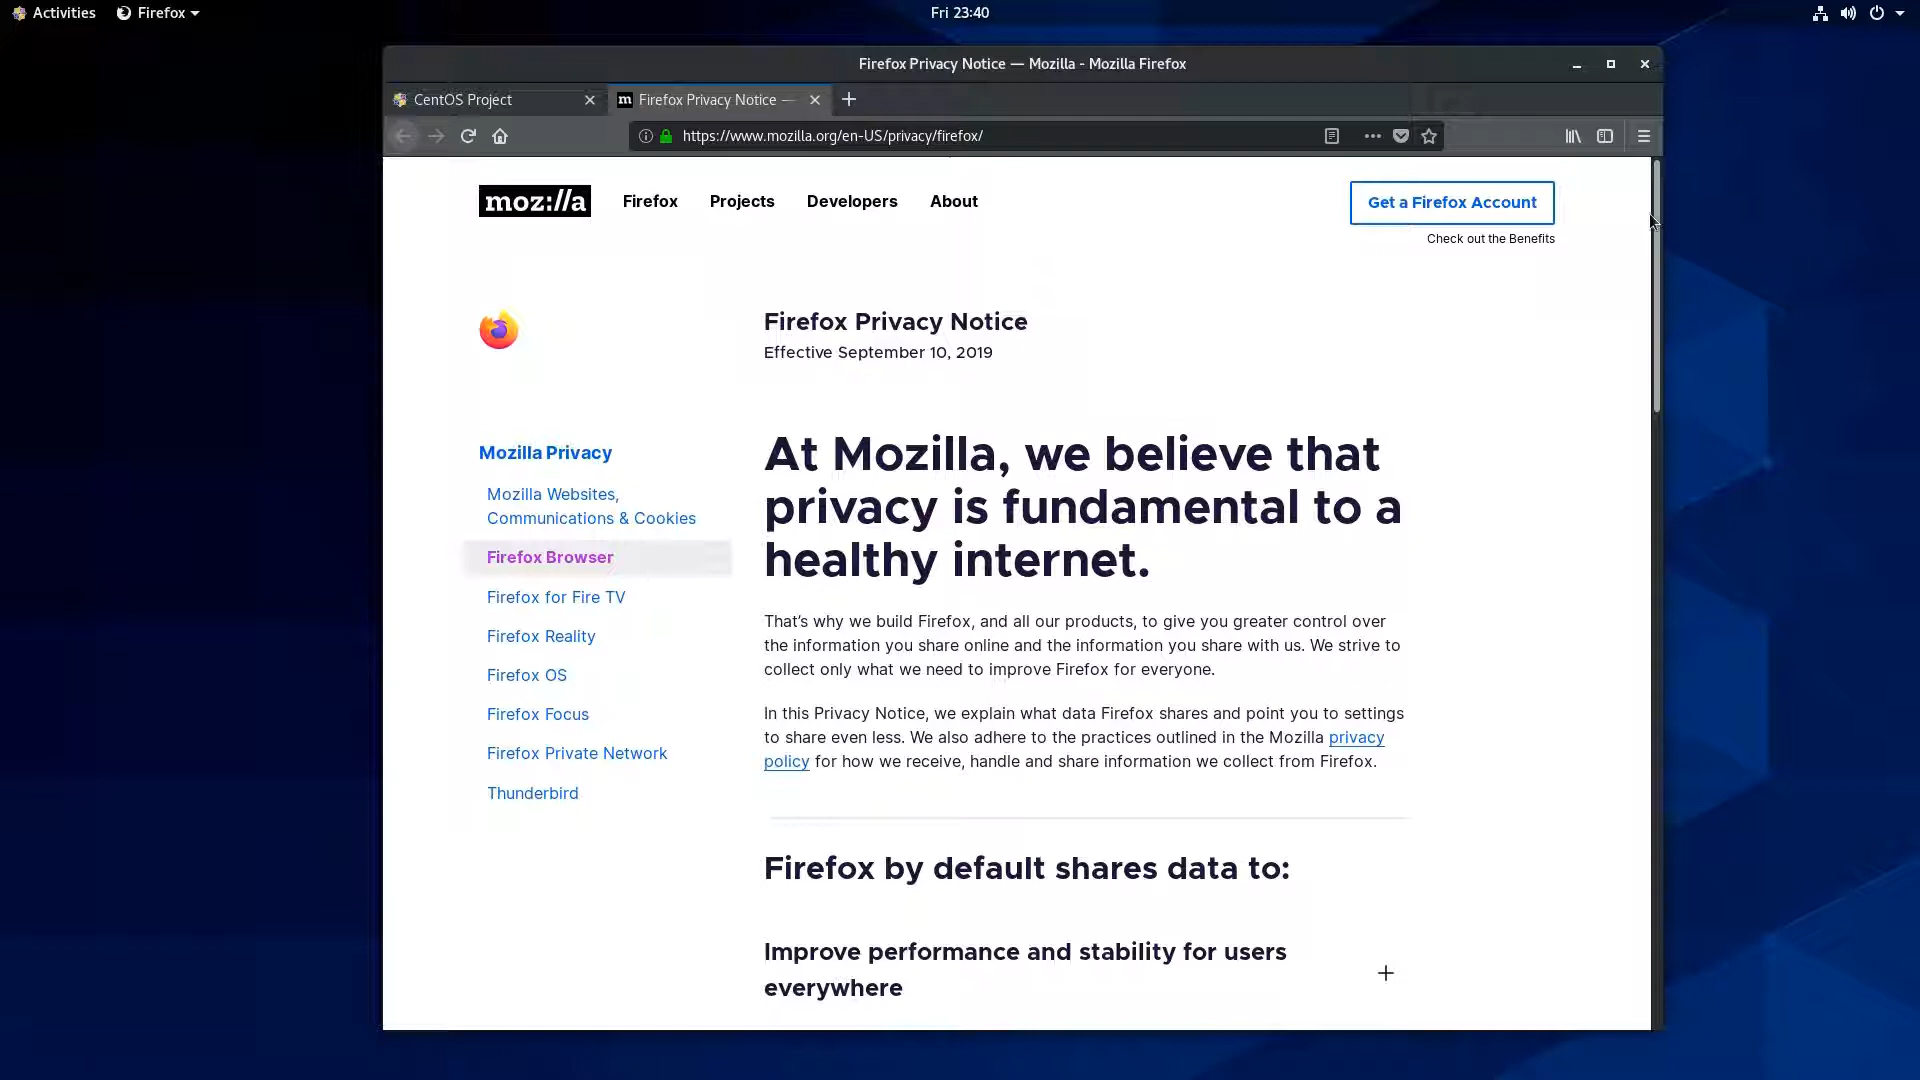 Activities Firefox Fri 23:40
Firefox Privacy Notice — Mozilla - Mozilla Firefox
CentOS Project Firefox Privacy Notice —
https://www.mozilla.org/en-US/privacy/firefox/
moz://a Firefox Projects Developers About Get a Firefox Account
Check out the Benefits
Firefox Privacy Notice
Effective September 10, 2019
Mozilla Privacy
Mozilla Websites,
Communications & Cookies
Firefox Browser
Firefox for Fire TV
Firefox Reality
Firefox OS
Firefox Focus
Firefox Private Network
Thunderbird
At Mozilla, we believe that
privacy is fundamental to a
healthy internet.
That’s why we build Firefox, and all our products, to give you greater control over
the information you share online and the information you share with us. We strive to
collect only what we need to improve Firefox for everyone.
In this Privacy Notice, we explain what data Firefox shares and point you to settings
to share even less. We also adhere to the practices outlined in the Mozilla privacy
policy for how we receive, handle and share information we collect from Firefox.
Firefox by default shares data to:
Improve performance and stability for users
everywhere